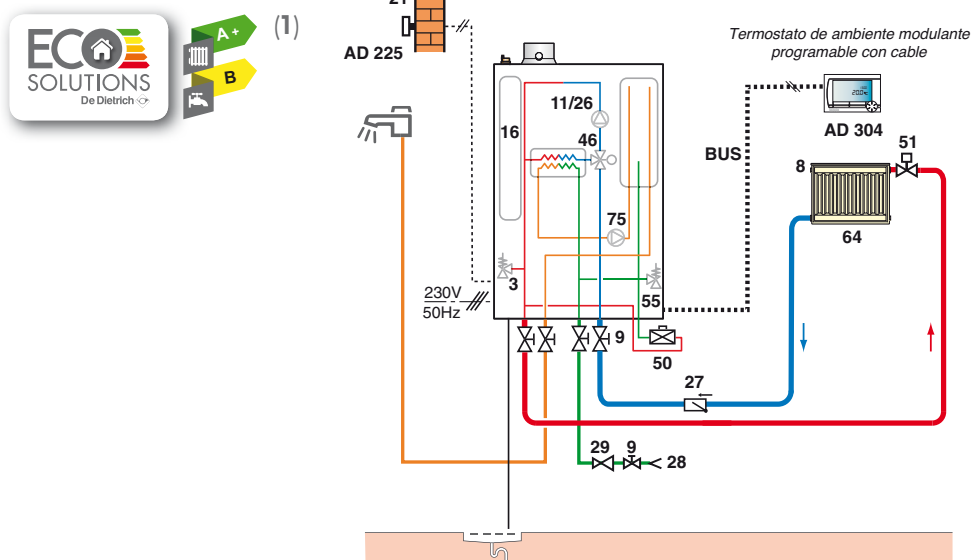 ECO
SOLUTIONS
De Dietrich
A+
B
(1)
21
AD 225
Termostato de ambiente modulante
programable con cable
AD 304
BUS
11/26
16
46
75
3
55
230V
50Hz
9
50
8
51
64
27
29
9
28